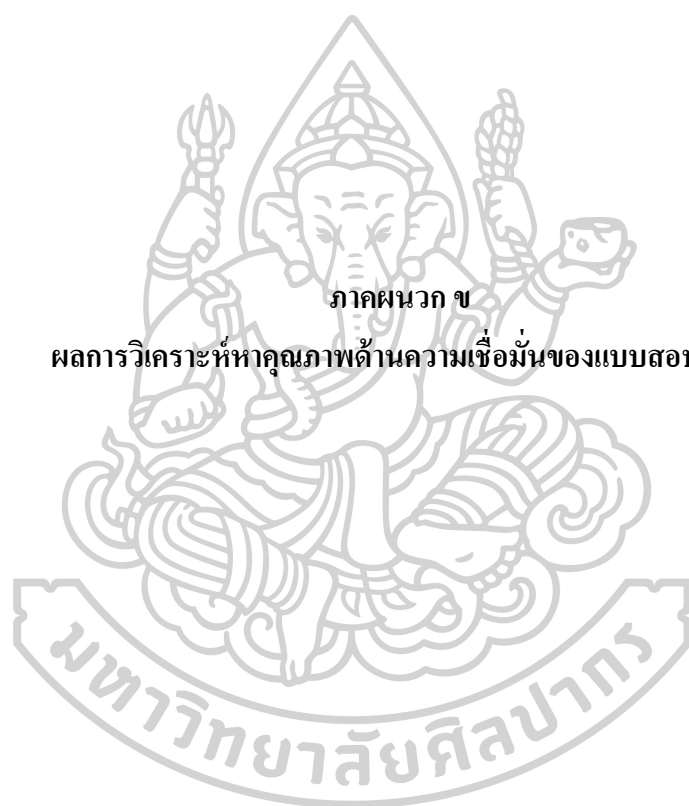 ภาคผนวก ข
ผลการวิเคราะห์หาคุณภาพด้านความเชื่อมั่นของแบบสอบ
มหาวิทยาลัยศิลปากร